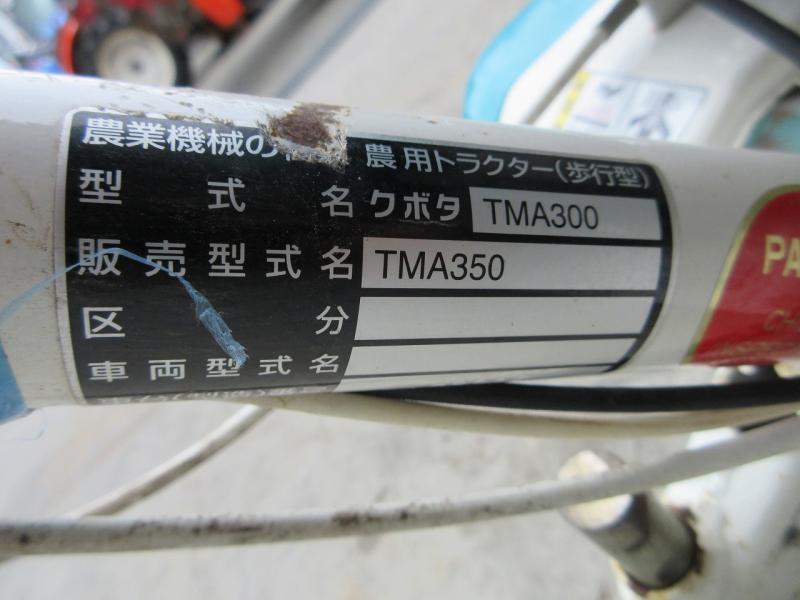 農業機械の 農用トラクター(歩行型)
型式名 クボタ TMA300
販売型式名 TMA350
区分
車両型式名
PA